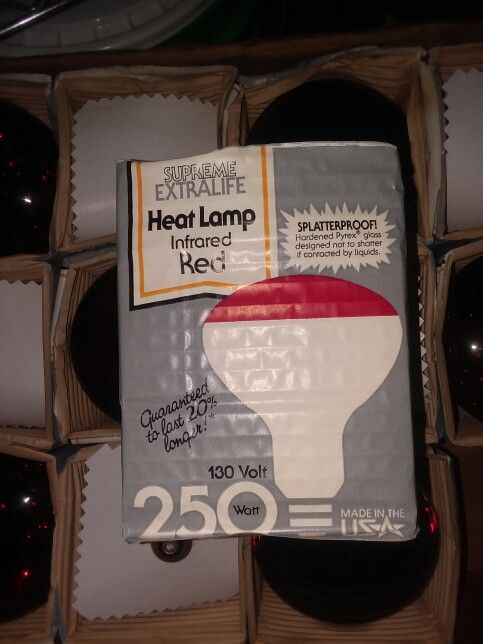 SUPREME
EXTRALIFE
Heat Lamp
Infrared
Red
SPLATTERPROOF!
Hardened Pyrex® glass
designed not to shatter
if contacted by liquids.
Guaranteed
to last 20%
longer!*
130 Volt
250 Watt
MADE IN THE
USA